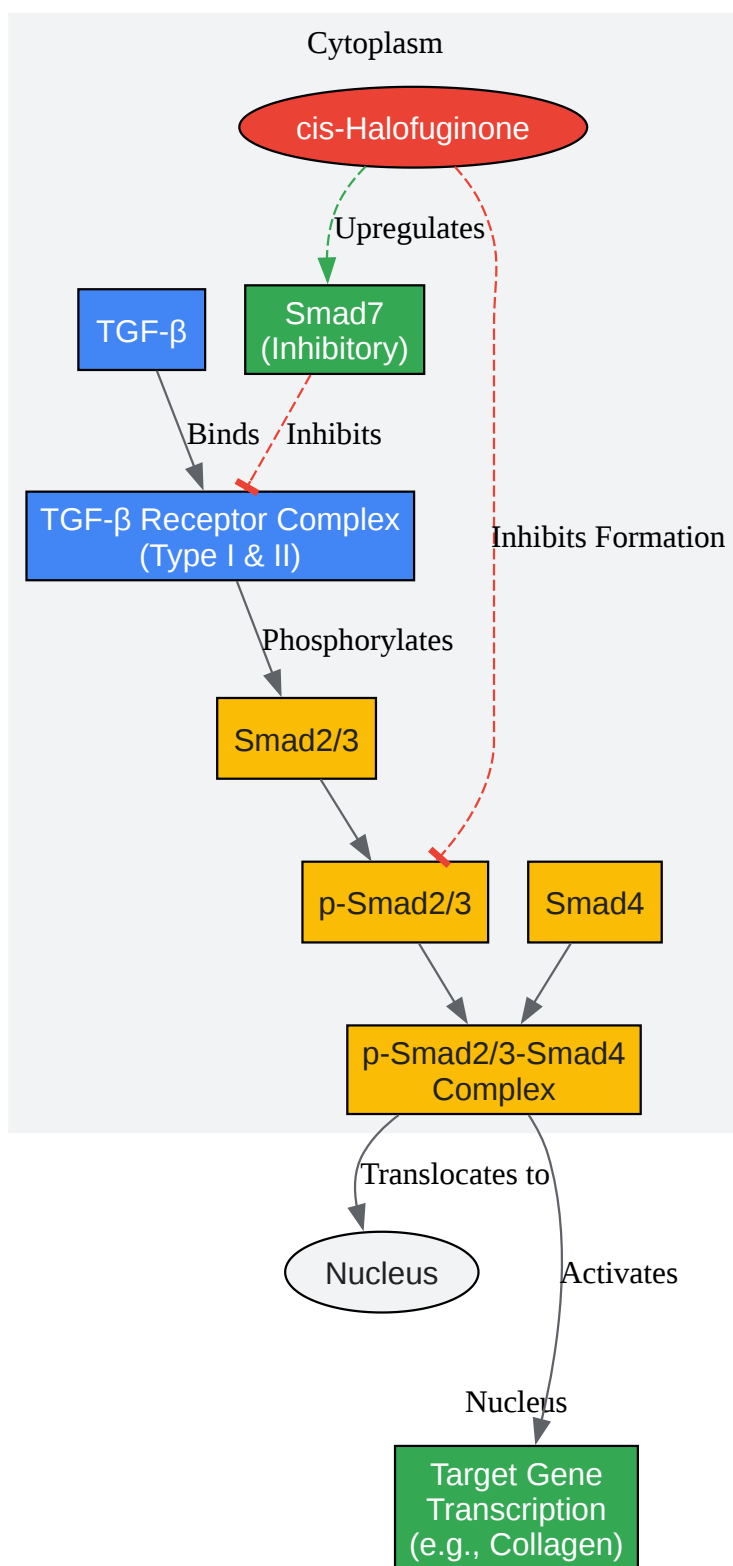 Cytoplasm
cis-Halofuginone
Upregulates
TGF-β
Smad7
(Inhibitory)
Binds
Inhibits
TGF-β Receptor Complex
(Type I & II)
Inhibits Formation
Phosphorylates
Smad2/3
p-Smad2/3
Smad4
p-Smad2/3-Smad4
Complex
Translocates to
Nucleus
Activates
Nucleus
Target Gene
Transcription
(e.g., Collagen)